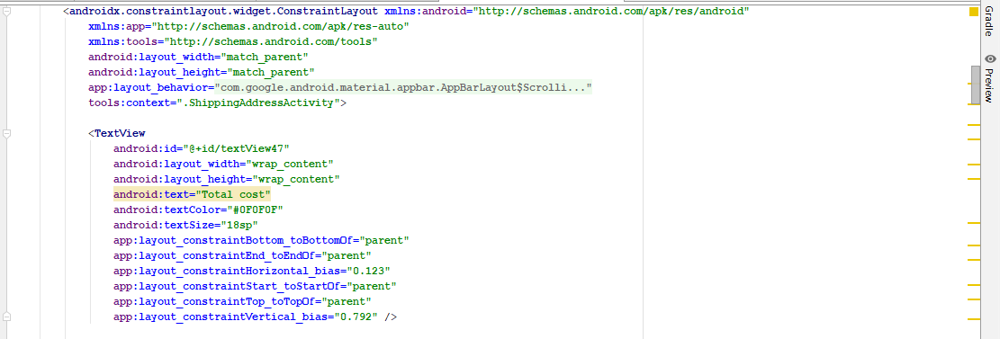 <androidx.constraintlayout.widget.ConstraintLayout xmlns:android="http://schemas.android.com/apk/res/android"
xmlns:app="http://schemas.android.com/apk/res-auto"
xmlns:tools="http://schemas.android.com/tools"
android:layout_width="match_parent"
android:layout_height="match_parent"
app:layout_behavior="com.google.android.material.appbar.AppBarLayout$Scrolli..."
tools:context=".ShippingAddressActivity">
<TextView
android:id="@+id/textView47"
android:layout_width="wrap_content"
android:layout_height="wrap_content"
android:text="Total cost"
android:textColor="#0F0F0F"
android:textSize="18sp"
app:layout_constraintBottom_toBottomOf="parent"
app:layout_constraintEnd_toEndOf="parent"
app:layout_constraintHorizontal_bias="0.123"
app:layout_constraintStart_toStartOf="parent"
app:layout_constraintTop_toTopOf="parent"
app:layout_constraintVertical_bias="0.792" />
Gradle
Preview